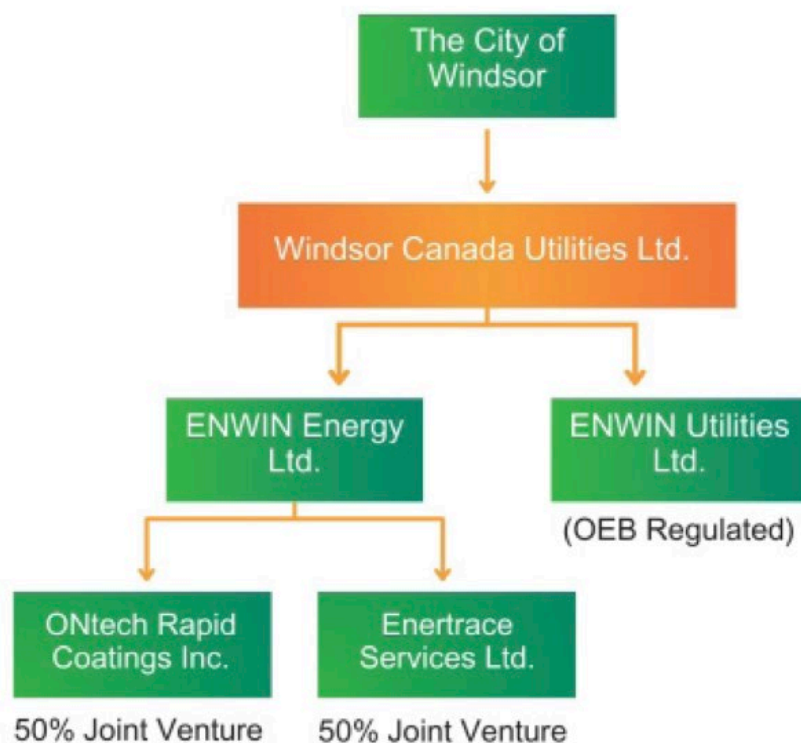 The City of
Windsor
Windsor Canada Utilities Ltd.
ENWIN Energy
Ltd.
ENWIN Utilities
Ltd.
(OEB Regulated)
ONtech Rapid
Coatings Inc.
50% Joint Venture
Enertrace
Services Ltd.
50% Joint Venture